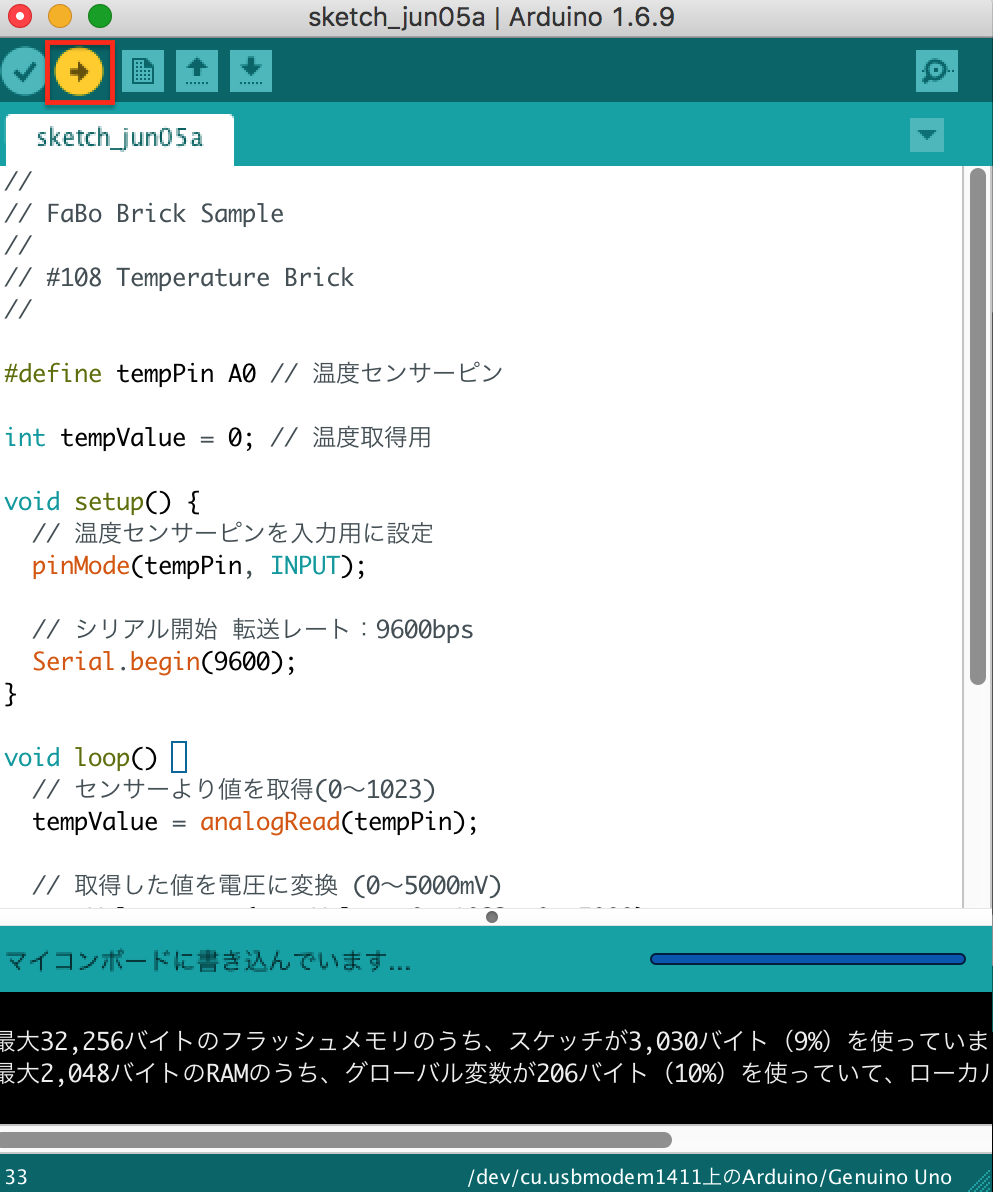 sketch_jun05a | Arduino 1.6.9
sketch_jun05a
//
// FaBo Brick Sample
//
// #108 Temperature Brick
//
#define tempPin A0 // 温度センサーピン
int tempValue = 0; // 温度取得用
void setup() {
// 温度センサーピンを入力用に設定
pinMode(tempPin, INPUT);
// シリアル開始 転送レート：9600bps
Serial.begin(9600);
}
void loop()
// センサーより値を取得(0〜1023)
tempValue = analogRead(tempPin);
// 取得した値を電圧に変換 (0〜5000mV)
マイコンボードに書き込んでいます...
最大32,256バイトのフラッシュメモリのうち、スケッチが3,030バイト（9%）を使っていま
最大2,048バイトのRAMのうち、グローバル変数が206バイト（10%）を使っていて、ローカル
33
/dev/cu.usbmodem1411上のArduino/Genuino Uno